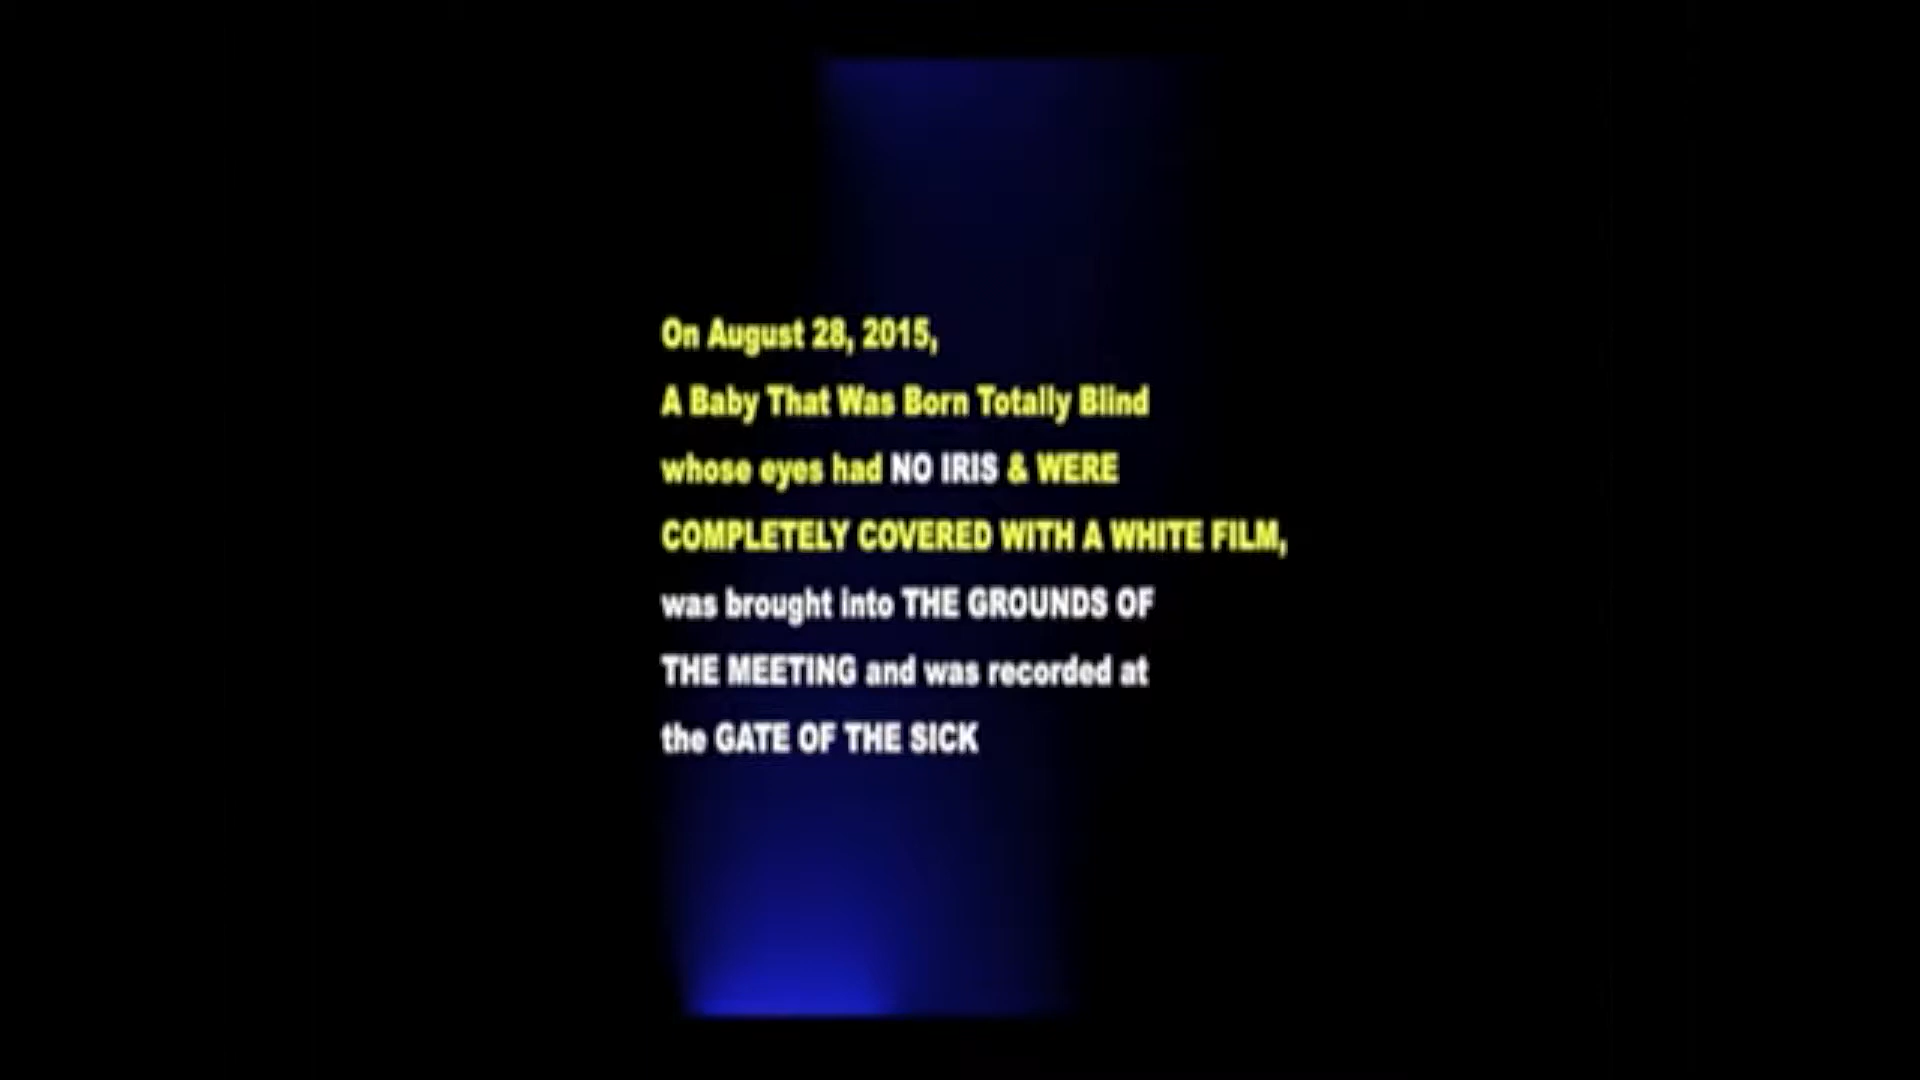 On August 28, 2015,
A Baby That Was Born Totally Blind
whose eyes had NO IRIS & WERE
COMPLETELY COVERED WITH A WHITE FILM,
was brought into THE GROUNDS OF
THE MEETING and was recorded at
the GATE OF THE SICK